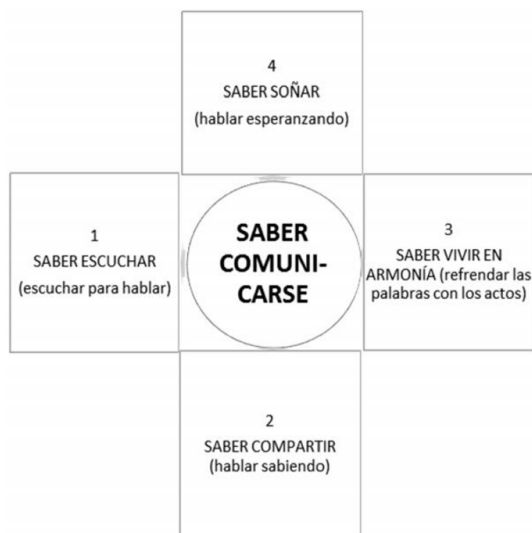 4
SABER SOÑAR
(hablar esperanzando)
1
SABER ESCUCHAR
(escuchar para hablar)
SABER
COMUNI-
CARSE
3
SABER VIVIR EN
ARMONÍA (refrendar las
palabras con los actos)
2
SABER COMPARTIR
(hablar sabiendo)